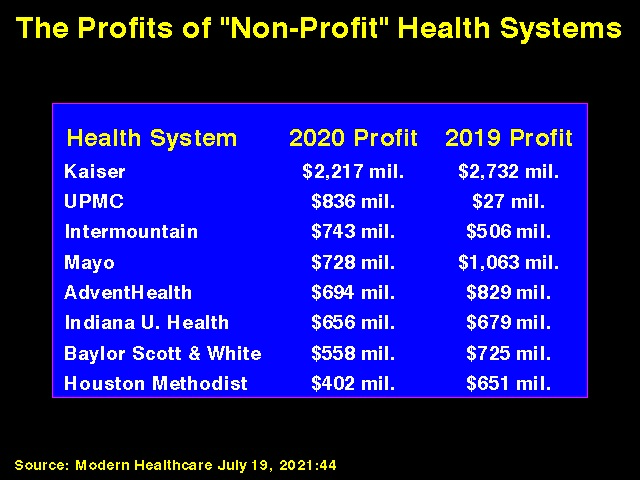 The Profits of "Non-Profit" Health Systems
Health System 2020 Profit 2019 Profit
Kaiser $2,217 mil. $2,732 mil.
UPMC $836 mil. $27 mil.
Intermountain $743 mil. $506 mil.
Mayo $728 mil. $1,063 mil.
AdventHealth $694 mil. $829 mil.
Indiana U. Health $656 mil. $679 mil.
Baylor Scott & White $558 mil. $725 mil.
Houston Methodist $402 mil. $651 mil.
Source: Modern Healthcare July 19, 2021:44